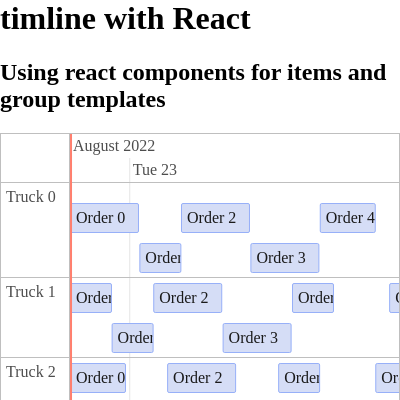 timline with React
Using react components for items and
group templates
August 2022
Tue 23
Truck 0
Order 0
Order 2
Order 4
Order
Order 3
Truck 1
Order
Order 2
Order
Order
Order 3
Truck 2
Order 0
Order 2
Order
Or